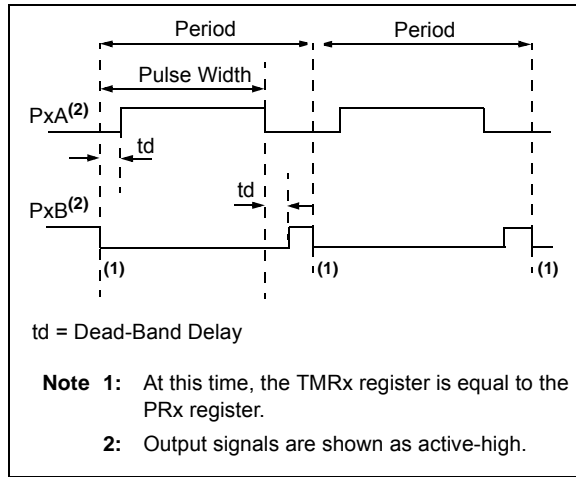 Period Period
Pulse Width
PxA(2)
td
td
PxB(2)
(1) (1) (1)
td = Dead-Band Delay
Note 1: At this time, the TMRx register is equal to the
PRx register.
2: Output signals are shown as active-high.